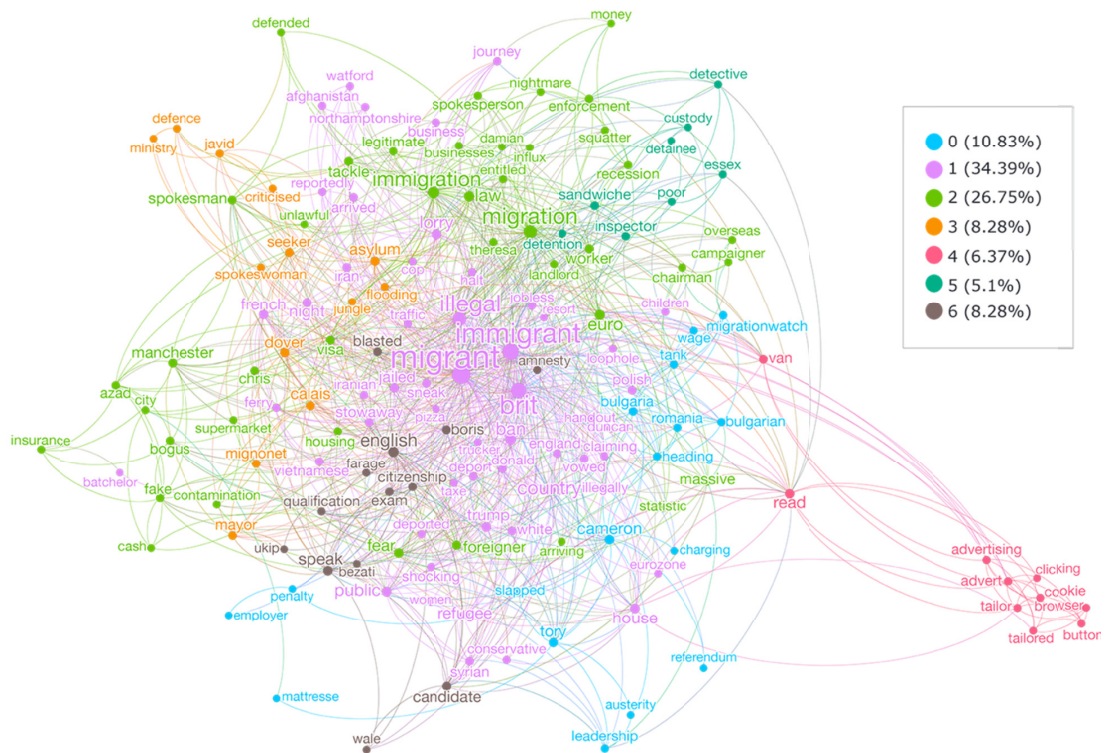 defended
money
journey
detective
watford
nightmare
afghanistan
spokesperson
enforcement
northamptonshire
custody
defence
business
squatter
ministry
javid
legitimate
damian
detainee
businesses
influx
essex
tackle
immigration
entitled
recession
criticised
reportedly
law
sandwiche
poor
spokesman
arrived
unlawful
migration
lorry
inspector
seeker
theresa
detention
overseas
asylum
worker
campaigner
spokeswoman
iran
cop
landlord
chairman
halt
flooding
french
night
jungle
illegal
jobless
children
traffic
resort
euro
migrationwatch
dover
visa
blasted
immigrant
wage
manchester
migrant
amnesty
loophole
tank
van
chris
iranian
jailed
sneak
polish
azad
city
ferry
calais
stowaway
pizza
brit
bulgaria
handout
supermarket
boris
duncan
romania
bulgarian
insurance
bogus
housing
english
ban
england
claiming
mignonet
farage
trucker
donald
vowed
heading
batchelor
vietnamese
citizenship
deport
fake
contamination
qualification
exam
taxe
country
illegally
massive
read
mayor
deported
trump
white
cameron
statistic
cash
ukip
speak
fear
foreigner
arriving
charging
advertising
bezati
shocking
eurozone
clicking
advert
penalty
public
women
slapped
cookie
employer
refugee
house
tailor
browser
tory
tailored
button
conservative
syrian
referendum
mattresse
candidate
austerity
wale
leadership
0 (10.83%)
1 (34.39%)
2 (26.75%)
3 (8.28%)
4 (6.37%)
5 (5.1%)
6 (8.28%)